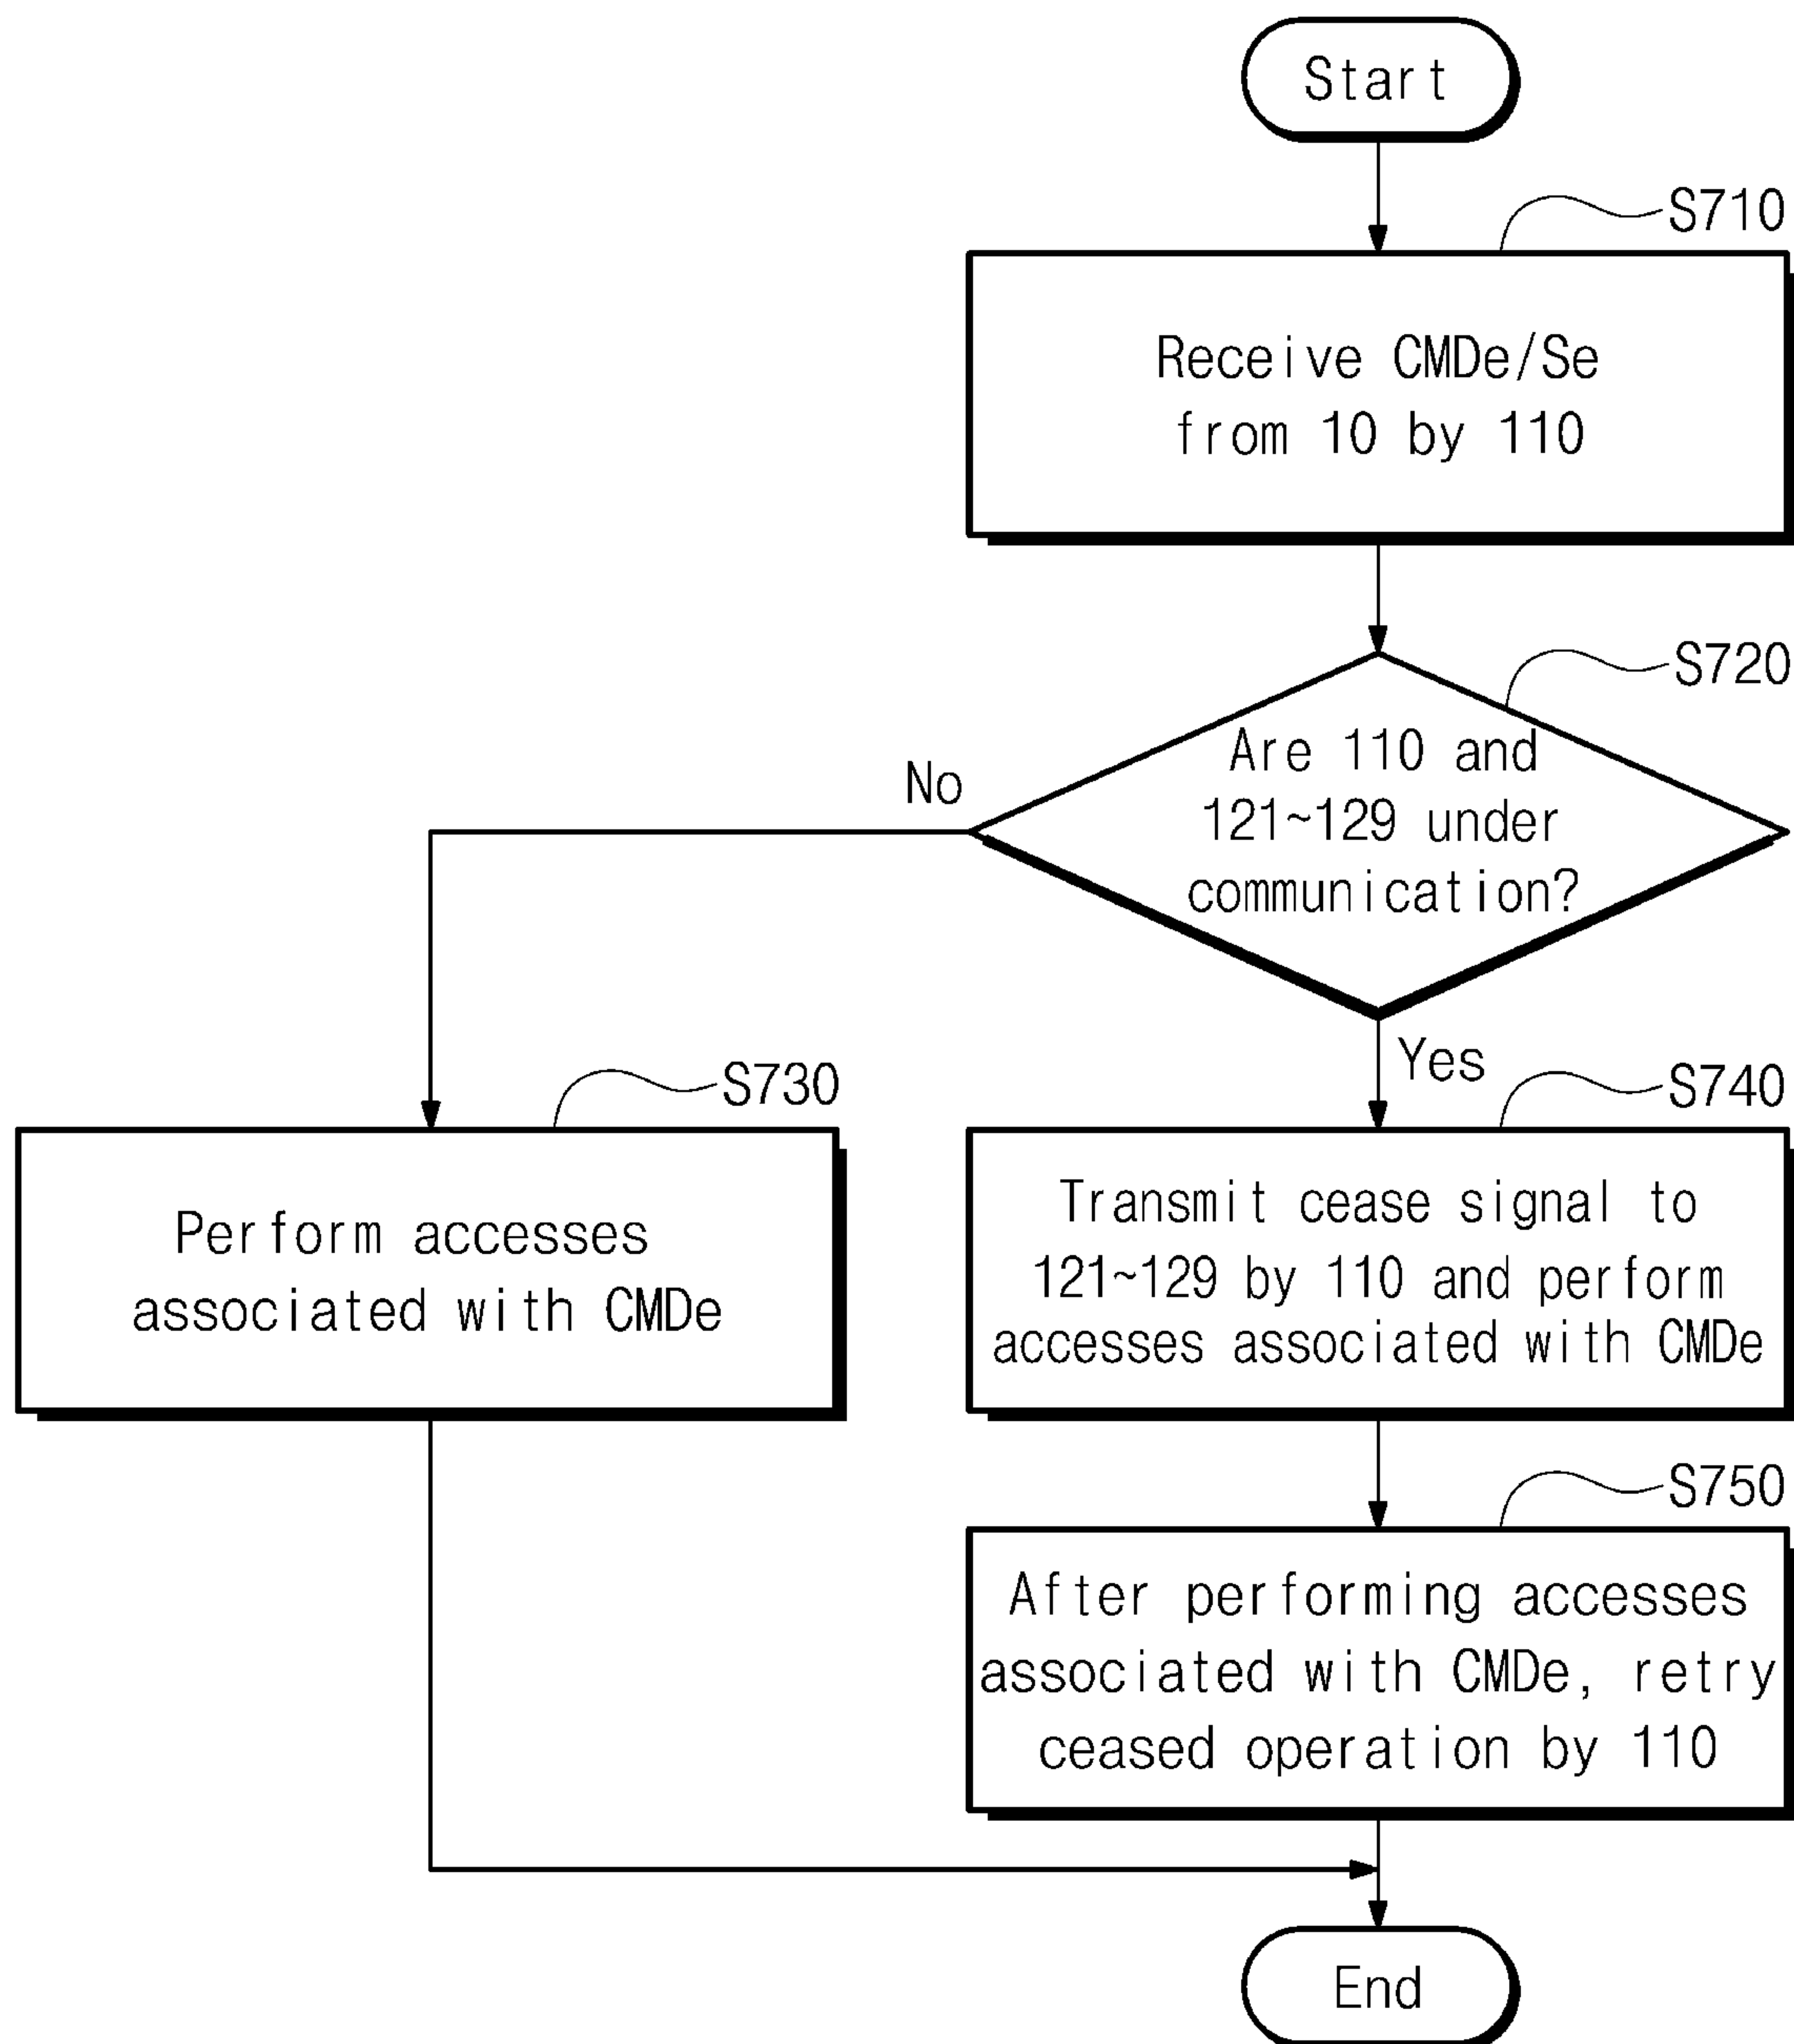 Start
S710
Receive CMDe/Se
from 10 by 110
S720
Are 110 and
121~129 under
communication?
No
Yes
S730
Perform accesses
associated with CMDe
S740
Transmit cease signal to
121~129 by 110 and perform
accesses associated with CMDe
S750
After performing accesses
associated with CMDe, retry
ceased operation by 110
End